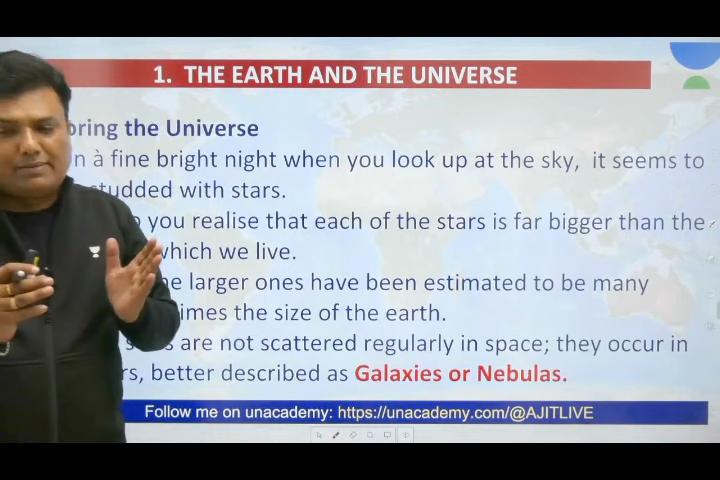 1. THE EARTH AND THE UNIVERSE
oring the Universe
n à fine bright night when you look up at the sky, it seems to
studded with stars.
you realise that each of the stars is far bigger than the
which we live.
he larger ones have been estimated to be many
imes the size of the earth.
are not scattered regularly in space; they occur in
rs, better described as Galaxies or Nebulas.
Follow me on unacademy: https://unacademy.com/@AJITLIVE